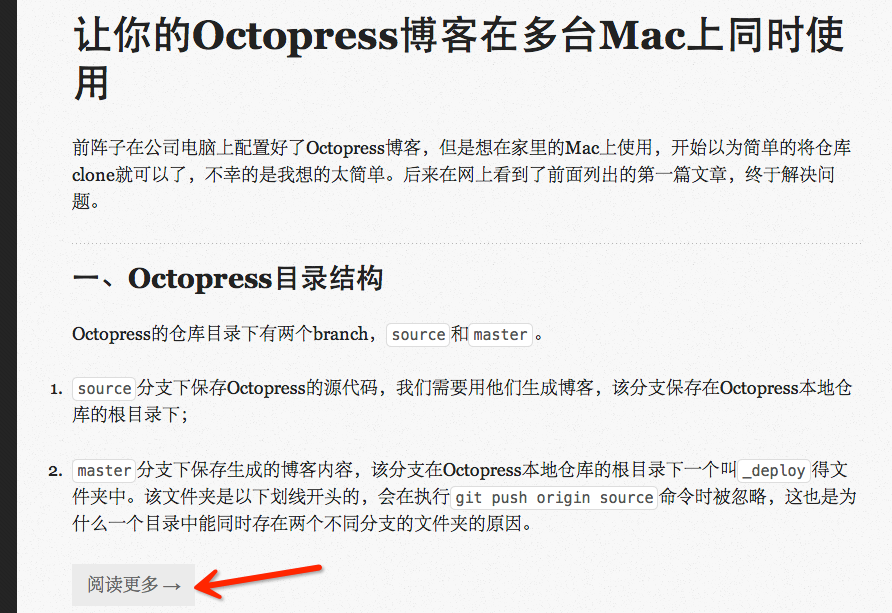 让你的Octopress博客在多台Mac上同时使
用
前阵子在公司电脑上配置好了Octopress博客，但是想在家里的Mac上使用，开始以为简单的将仓库
clone就可以了，不幸的是我想的太简单。后来在网上看到了前面列出的第一篇文章，终于解决问
题。
一、Octopress目录结构
Octopress的仓库目录下有两个branch，source和master。
1. source分支下保存Octopress的源代码，我们需要用他们生成博客，该分支保存在Octopress本地仓
库的根目录下；
2. master分支下保存生成的博客内容，该分支在Octopress本地仓库的根目录下一个叫_deploy得文
件夹中。该文件夹是以下划线开头的，会在执行git push origin source命令时被忽略，这也是为
什么一个目录中能同时存在两个不同分支的文件夹的原因。
阅读更多→